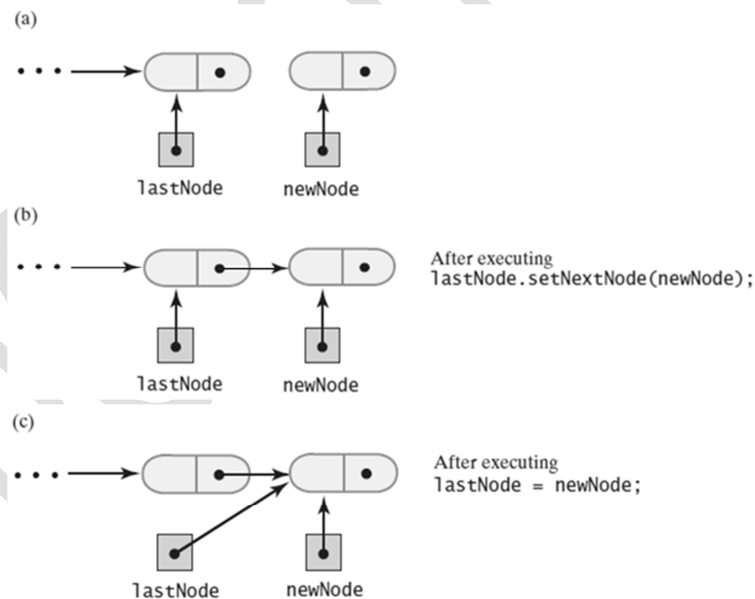 (a)
lastNode newNode
(b)
After executing
lastNode.setNextNode(newNode);
lastNode newNode
(c)
After executing
lastNode = newNode;
lastNode newNode